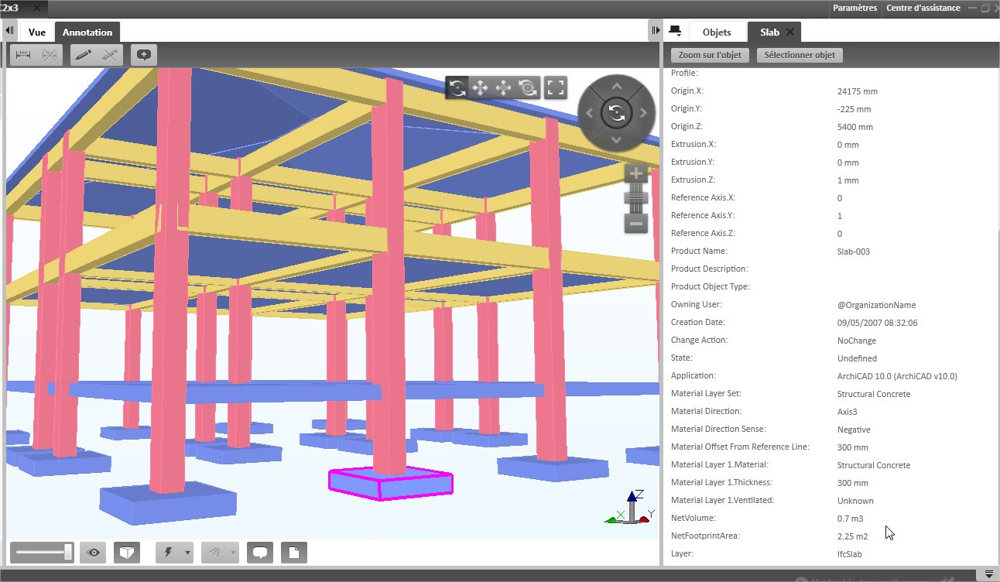 C2x3
Paramètres
Centre d'assistance
Vue
Annotation
Objets
Slab
Zoom sur l'objet
Sélectionner objet
Profile:
Origin.X: 24175 mm
Origin.Y: -225 mm
Origin.Z: 5400 mm
Extrusion.X: 0 mm
Extrusion.Y: 0 mm
Extrusion.Z: 1 mm
Reference Axis.X: 0
Reference Axis.Y: 1
Reference Axis.Z: 0
Product Name: Slab-003
Product Description:
Product Object Type:
Owning User: @OrganizationName
Creation Date: 09/05/2007 08:32:06
Change Action: NoChange
State: Undefined
Application: ArchiCAD 10.0 (ArchiCAD v10.0)
Material Layer Set: Structural Concrete
Material Direction: Axis3
Material Direction Sense: Negative
Material Offset From Reference Line: 300 mm
Material Layer 1.Material: Structural Concrete
Material Layer 1.Thickness: 300 mm
Material Layer 1.Ventilated: Unknown
NetVolume: 0.7 m3
NetFootprintArea: 2.25 m2
Layer: IfcSlab
Z
X
Y